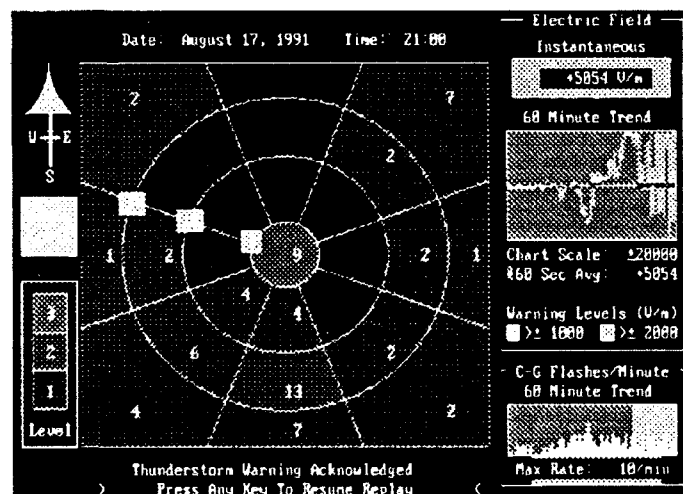 Date: August 17, 1991 Time: 21:00
Electric Field
Instantaneous
+5054 V/m
60 Minute Trend
Chart Scale: ±20000
@60 Sec Avg: +5054
Warning Levels (V/m)
>± 1000 >± 2000
C-G Flashes/Minute
60 Minute Trend
Max Rate: 10/min
W E
S
3
2
1
Level
2
7
2
1
2
9
2
1
4
4
6
2
13
4
7
2
Thunderstorm Warning Acknowledged
> Press Any Key To Resume Replay <